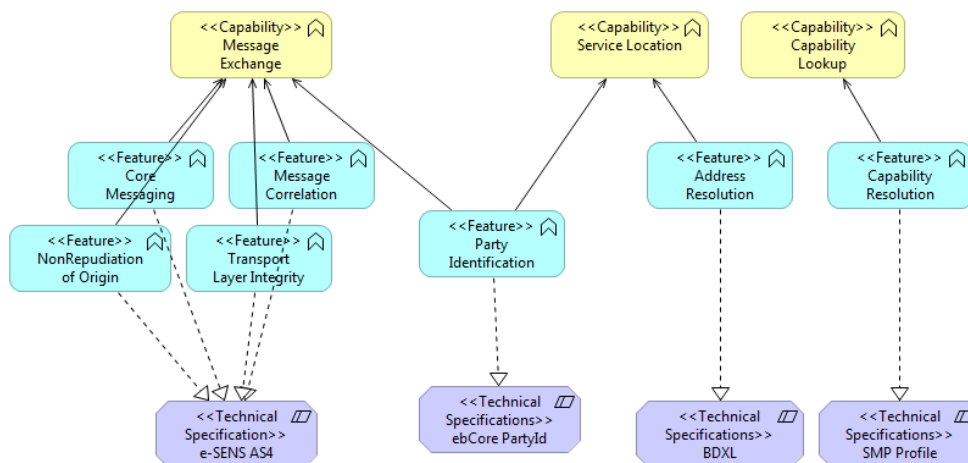 <<Capability>>
Message
Exchange
<<Capability>>
Service Location
<<Capability>>
Capability
Lookup
<<Feature>>
Core
Messaging
<<Feature>>
Message
Correlation
<<Feature>>
Address
Resolution
<<Feature>>
Capability
Resolution
<<Feature>>
NonRepudiation
of Origin
<<Feature>>
Transport
Layer Integrity
<<Feature>>
Party
Identification
<<Technical
Specification>>
e-SENS AS4
<<Technical
Specifications>>
ebCore PartyId
<<Technical
Specifications>>
BDXL
<<Technical
Specifications>>
SMP Profile